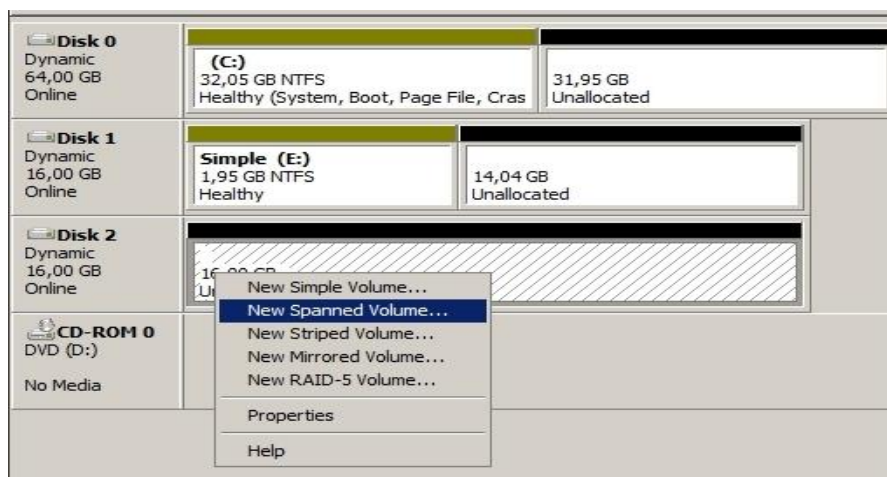 Disk 0
Dynamic
64,00 GB
Online
(C:)
32,05 GB NTFS
Healthy (System, Boot, Page File, Cras
31,95 GB
Unallocated
Disk 1
Dynamic
16,00 GB
Online
Simple (E:)
1,95 GB NTFS
Healthy
14,04 GB
Unallocated
Disk 2
Dynamic
16,00 GB
Online
New Simple Volume...
New Spanned Volume...
New Striped Volume...
New Mirrored Volume...
New RAID-5 Volume...
Properties
Help
CD-ROM 0
DVD (D:)
No Media